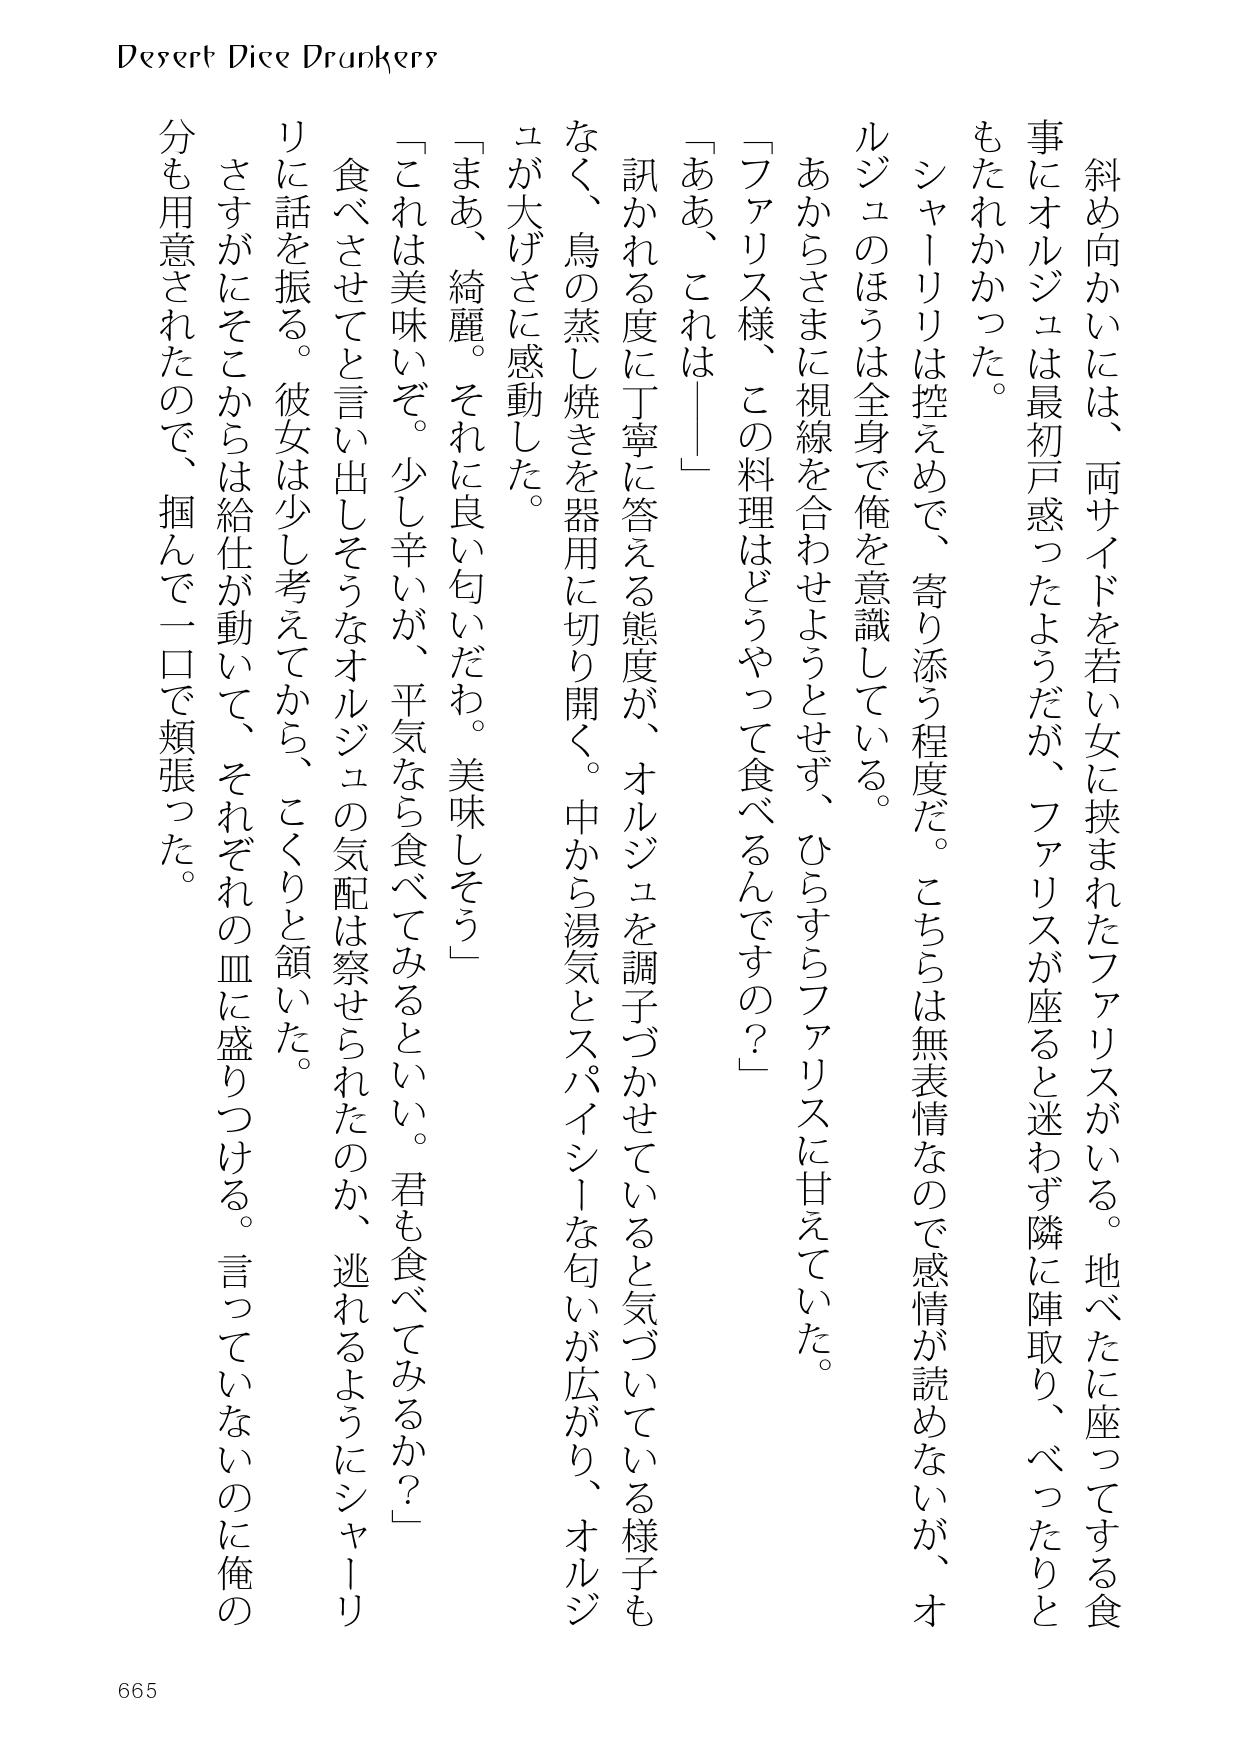 Desert Dice Drunkers
斜め向かいには、両サイドを若い女に挟まれたファリスがいる。地べたに座ってする食
事にオルジュは最初戸惑ったようだが、ファリスが座ると迷わず隣に陣取り、べったりと
もたれかかった。
シャーリリは控えめで、寄り添う程度だ。こちらは無表情なので感情が読めないが、オ
ルジュのほうは全身で俺を意識している。
あからさまに視線を合わせようとせず、ひらすらファリスに甘えていた。
「ファリス様、この料理はどうやって食べるんですの？」
「ああ、これは――」
訊かれる度に丁寧に答える態度が、オルジュを調子づかせていると気づいている様子も
なく、鳥の蒸し焼きを器用に切り開く。中から湯気とスパイシーな匂いが広がり、オルジ
ュが大げさに感動した。
「まあ、綺麗。それに良い匂いだわ。美味しそう」
「これは美味いぞ。少し辛いが、平気なら食べてみるといい。君も食べてみるか？」
食べさせてと言い出しそうなオルジュの気配は察せられたのか、逃れるようにシャーリ
リに話を振る。彼女は少し考えてから、こくりと頷いた。
さすがにそこからは給仕が動いて、それぞれの皿に盛りつける。言っていないのに俺の
分も用意されたので、掴んで一口で頬張った。
665